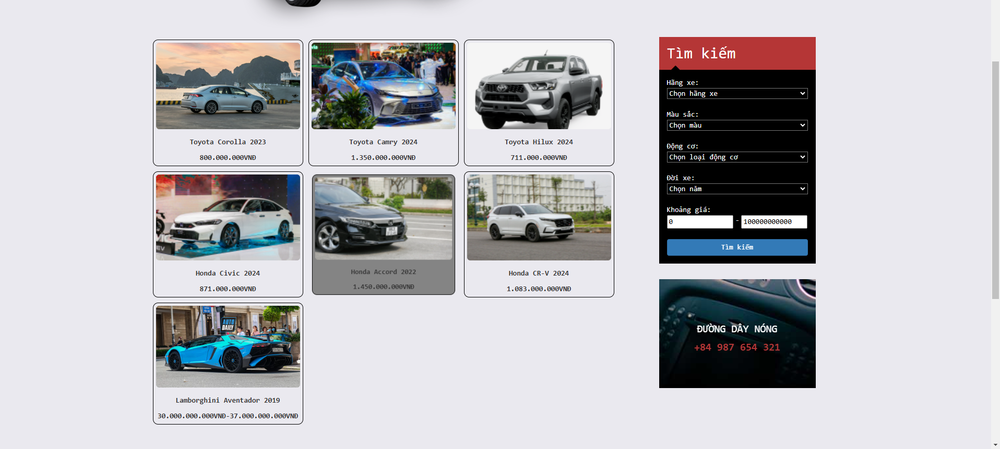 Toyota Corolla 2023
800.000.000VNĐ
Toyota Camry 2024
1.350.000.000VNĐ
Toyota Hilux 2024
711.000.000VNĐ
Honda Civic 2024
871.000.000VNĐ
Honda Accord 2022
1.450.000.000VNĐ
Honda CR-V 2024
1.083.000.000VNĐ
AUTO
DAILY
Lamborghini Aventador 2019
30.000.000.000VNĐ-37.000.000.000VNĐ
Tìm kiếm
Hãng xe:
Chọn hãng xe
Màu sắc:
Chọn màu
Động cơ:
Chọn loại động cơ
Đời xe:
Chọn năm
Khoảng giá:
0 - 100000000000
Tìm kiếm
ĐƯỜNG DÂY NÓNG
+84 987 654 321